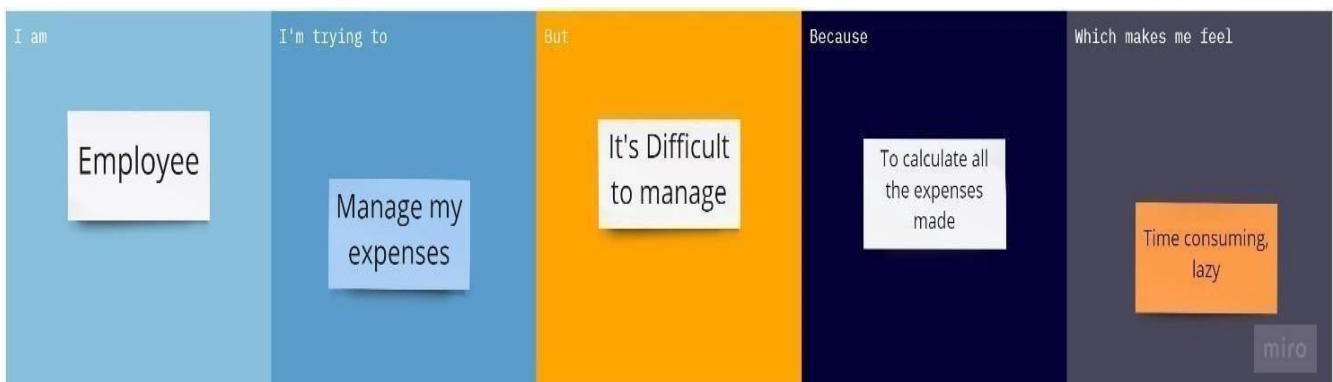 I am
Employee
I'm trying to
Manage my
expenses
But
It's Difficult
to manage
Because
To calculate all
the expenses
made
Which makes me feel
Time consuming,
lazy
miro